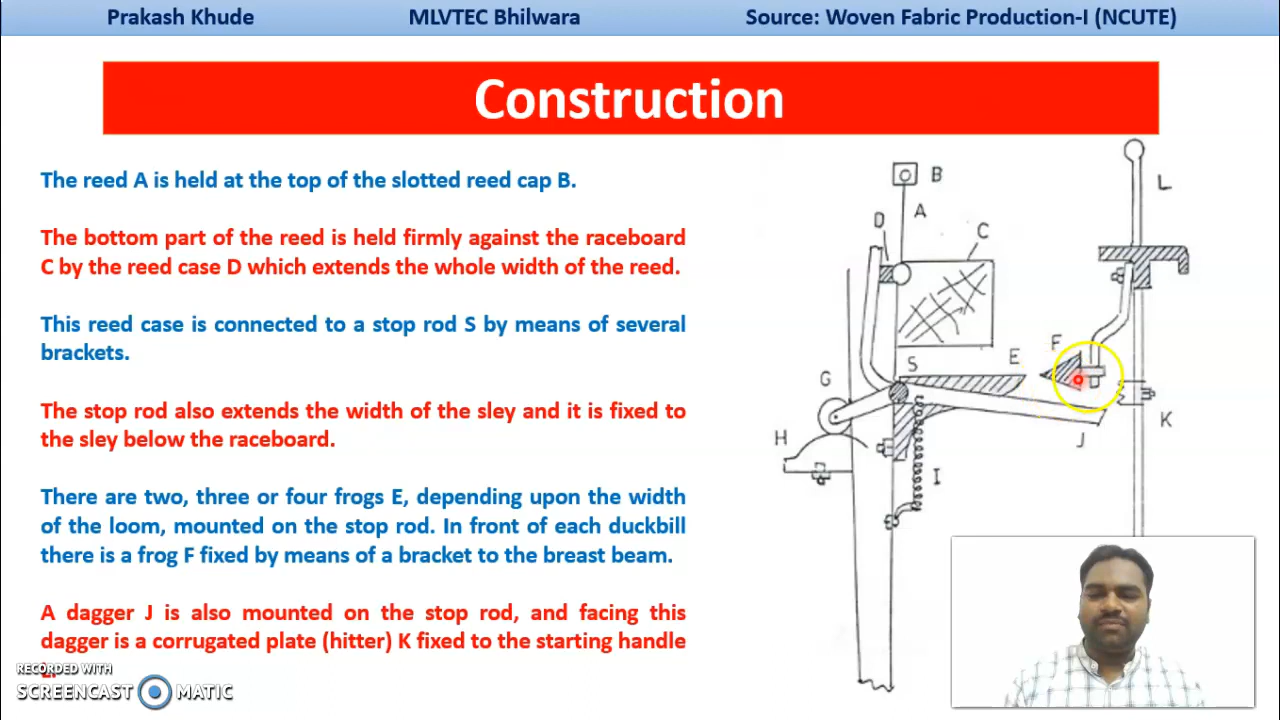 Prakash Khude MLVTEC Bhilwara Source: Woven Fabric Production-I (NCUTE)
Construction
The reed A is held at the top of the slotted reed cap B.
The bottom part of the reed is held firmly against the raceboard
C by the reed case D which extends the whole width of the reed.
This reed case is connected to a stop rod S by means of several
brackets.
The stop rod also extends the width of the sley and it is fixed to
the sley below the raceboard.
There are two, three or four frogs E, depending upon the width
of the loom, mounted on the stop rod. In front of each duckbill
there is a frog F fixed by means of a bracket to the breast beam.
A dagger J is also mounted on the stop rod, and facing this
dagger is a corrugated plate (hitter) K fixed to the starting handle
RECORDED WITH
SCREENCAST MATIC
B
L
A
D
C
F
E
S
G
K
H
J
I